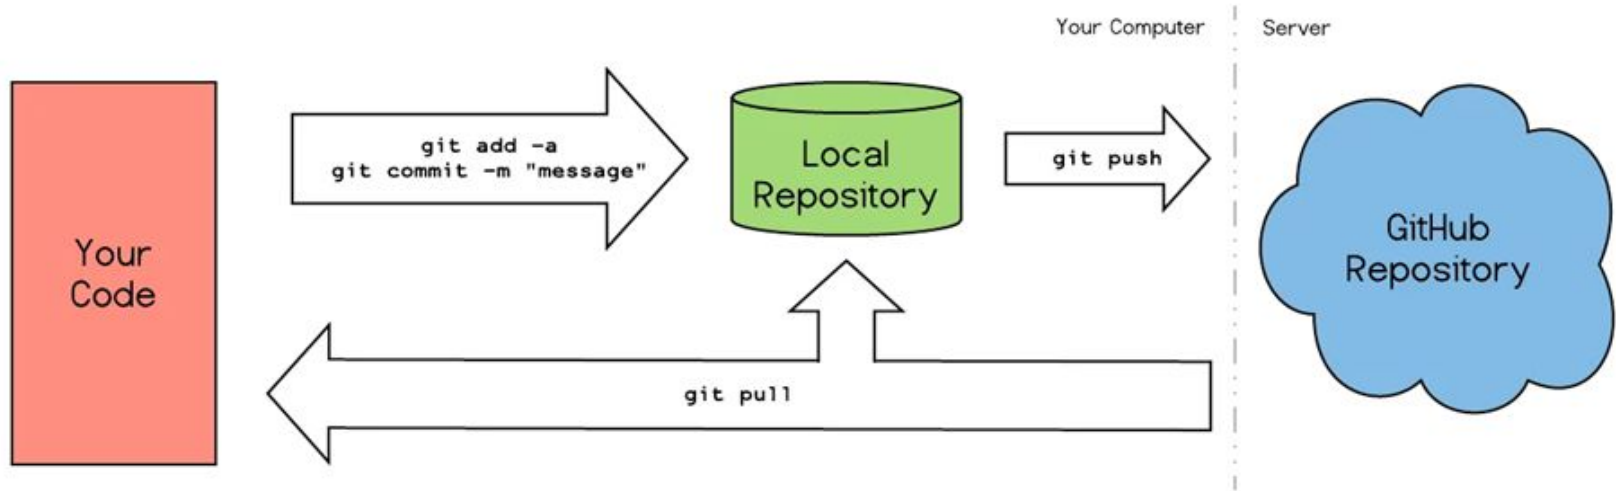 Your Computer
Server
git add -a
git commit -m "message"
Local
Repository
git push
Your
Code
GitHub
Repository
git pull